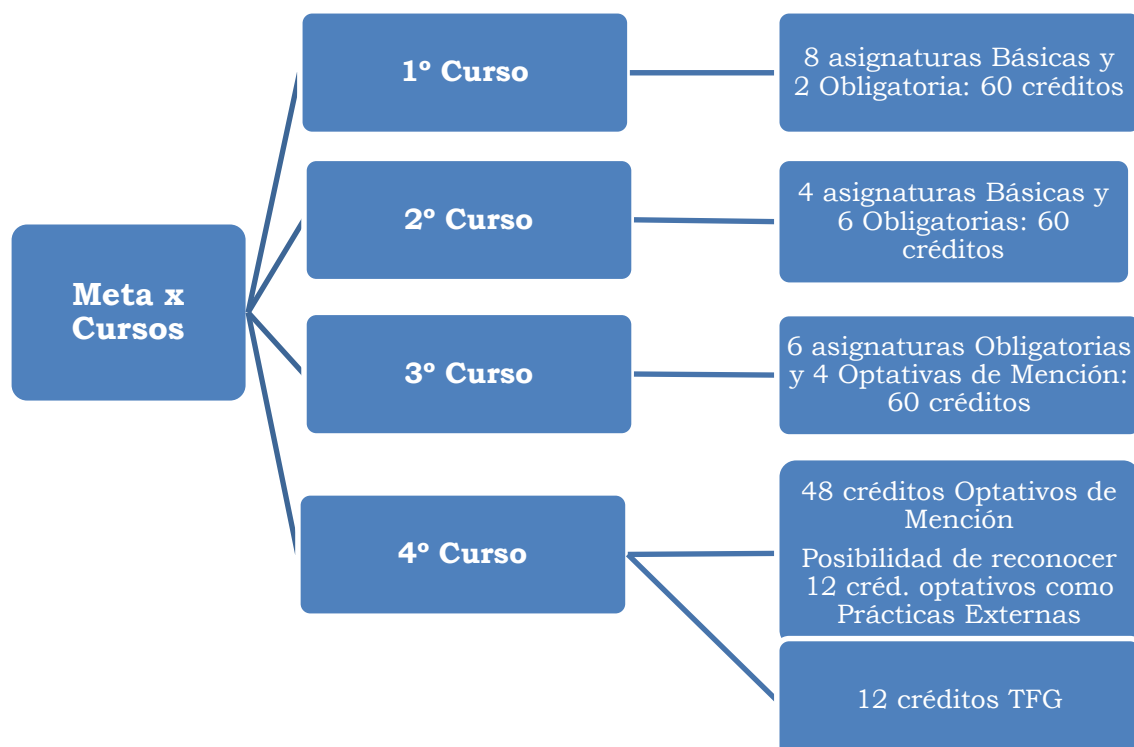 Meta x
Cursos
1º Curso
8 asignaturas Básicas y
2 Obligatoria: 60 créditos
2º Curso
4 asignaturas Básicas y
6 Obligatorias: 60
créditos
3º Curso
6 asignaturas Obligatorias
y 4 Optativas de Mención:
60 créditos
4º Curso
48 créditos Optativos de
Mención
Posibilidad de reconocer
12 créd. optativos como
Prácticas Externas
12 créditos TFG